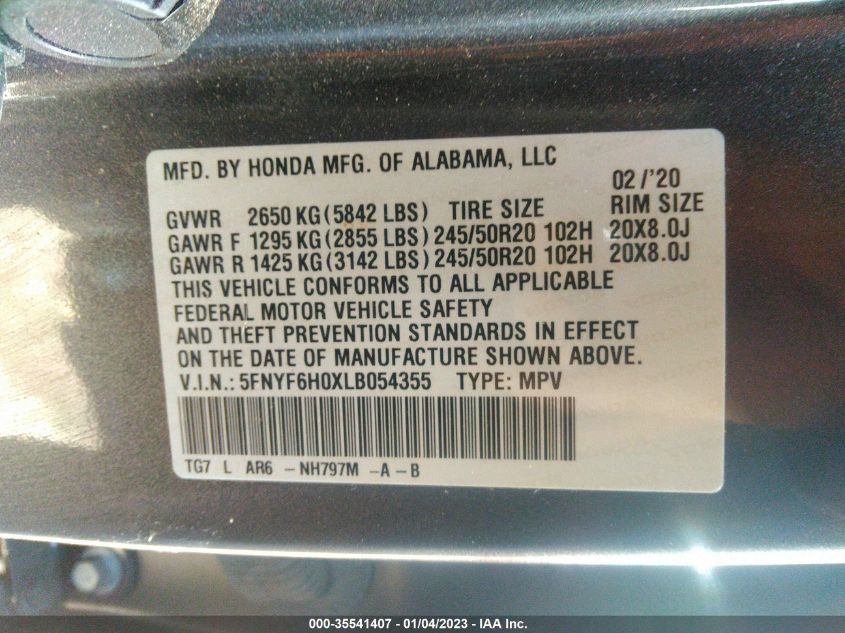 MFD. BY HONDA MFG. OF ALABAMA, LLC
02/'20
GVWR 2650 KG (5842 LBS) TIRE SIZE RIM SIZE
GAWR F 1295 KG (2855 LBS) 245/50R20 102H 20X8.0J
GAWR R 1425 KG (3142 LBS) 245/50R20 102H 20X8.0J
THIS VEHICLE CONFORMS TO ALL APPLICABLE
FEDERAL MOTOR VEHICLE SAFETY
AND THEFT PREVENTION STANDARDS IN EFFECT
ON THE DATE OF MANUFACTURE SHOWN ABOVE.
V.I.N.: 5FNYF6H0XLB054355 TYPE: MPV
TG7 L AR6 -NH797M -A-B
000-35541407 - 01/04/2023 - IAA Inc.